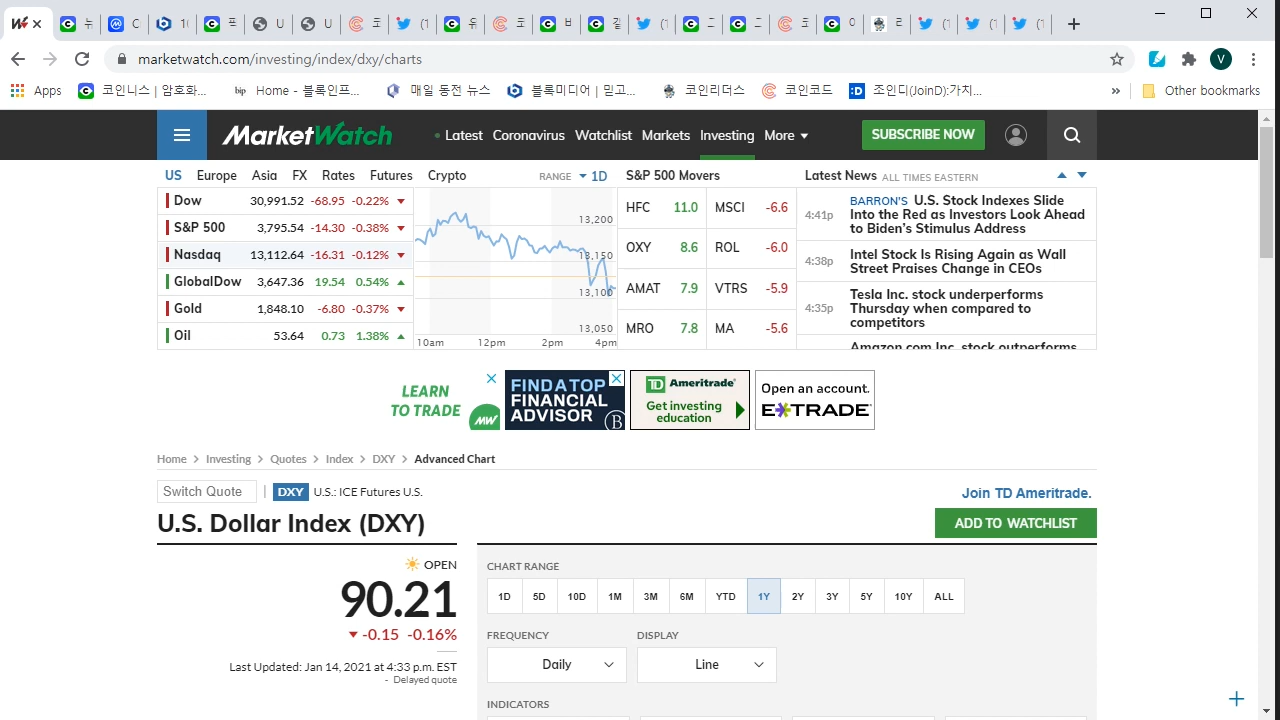 marketwatch.com/investing/index/dxy/charts
V
Apps
코인니스 | 암호화...
bip Home - 블록인프...
매일 동전 뉴스
블록미디어 | 믿고...
코인리더스
코인코드
:D 조인디(JoinD):가치...
»
Other bookmarks
MarketWatch
Latest Coronavirus Watchlist Markets Investing More
SUBSCRIBE NOW
US Europe Asia FX Rates Futures Crypto RANGE 1D
Dow 30,991.52 -68.95 -0.22%
S&P 500 3,795.54 -14.30 -0.38%
Nasdaq 13,112.64 -16.31 -0.12%
GlobalDow 3,647.36 19.54 0.54%
Gold 1,848.10 -6.80 -0.37%
Oil 53.64 0.73 1.38%
13,200
13,150
13,100
13,050
10am 12pm 2pm 4pm
S&P 500 Movers
HFC 11.0 MSCI -6.6
OXY 8.6 ROL -6.0
AMAT 7.9 VTRS -5.9
MRO 7.8 MA -5.6
Latest News ALL TIMES EASTERN
4:41p BARRON'S U.S. Stock Indexes Slide
Into the Red as Investors Look Ahead
to Biden's Stimulus Address
4:38p Intel Stock Is Rising Again as Wall
Street Praises Change in CEOs
4:35p Tesla Inc. stock underperforms
Thursday when compared to
competitors
Amazon.com Inc. stock outperforms
LEARN
TO TRADE
MW
FIND A TOP
FINANCIAL
ADVISOR
B
TD Ameritrade
Get investing
education
Open an account.
E*TRADE
Home > Investing > Quotes > Index > DXY > Advanced Chart
Switch Quote | DXY U.S.: ICE Futures U.S.
Join TD Ameritrade.
U.S. Dollar Index (DXY)
ADD TO WATCHLIST
OPEN
90.21
-0.15 -0.16%
Last Updated: Jan 14, 2021 at 4:33 p.m. EST
- Delayed quote
CHART RANGE
1D 5D 10D 1M 3M 6M YTD 1Y 2Y 3Y 5Y 10Y ALL
FREQUENCY DISPLAY
Daily Line
INDICATORS